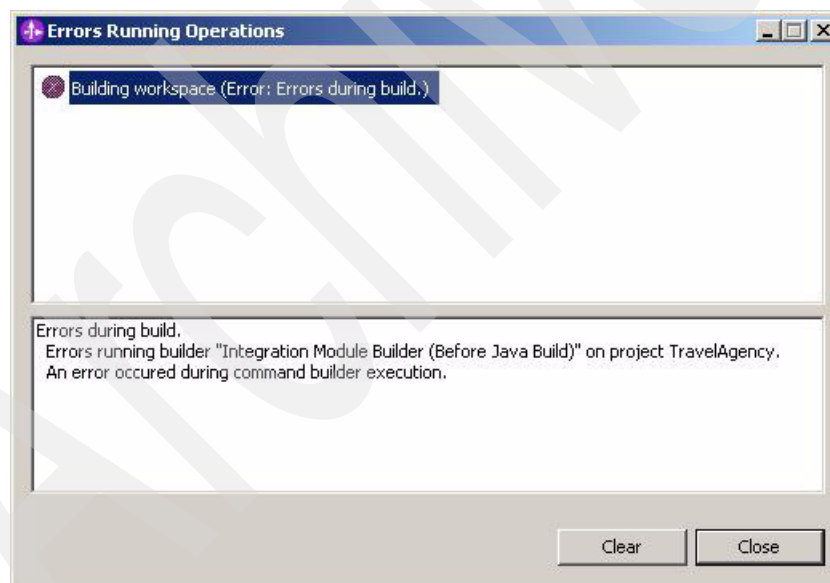 Errors Running Operations
Building workspace (Error: Errors during build.)
Errors during build.
Errors running builder "Integration Module Builder (Before Java Build)" on project TravelAgency.
An error occured during command builder execution.
Clear
Close